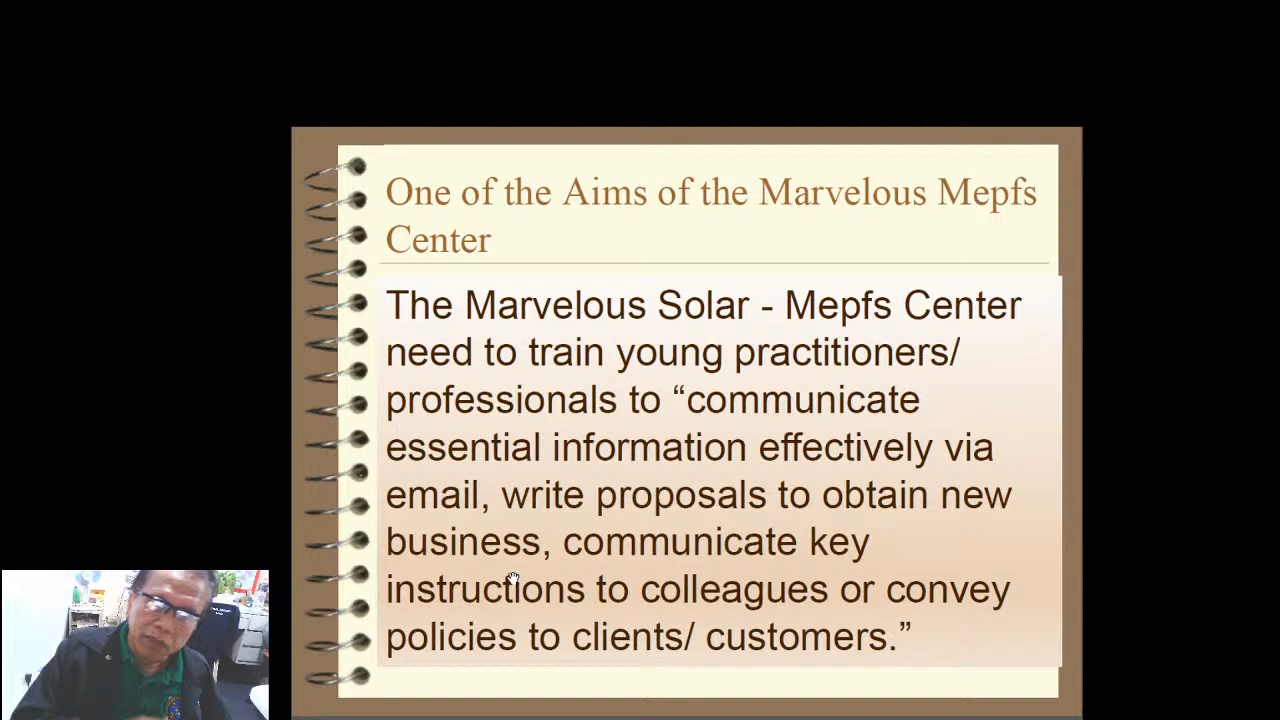 One of the Aims of the Marvelous Mepfs
Center
The Marvelous Solar - Mepfs Center
need to train young practitioners/
professionals to “communicate
essential information effectively via
email, write proposals to obtain new
business, communicate key
instructions to colleagues or convey
policies to clients/ customers.”